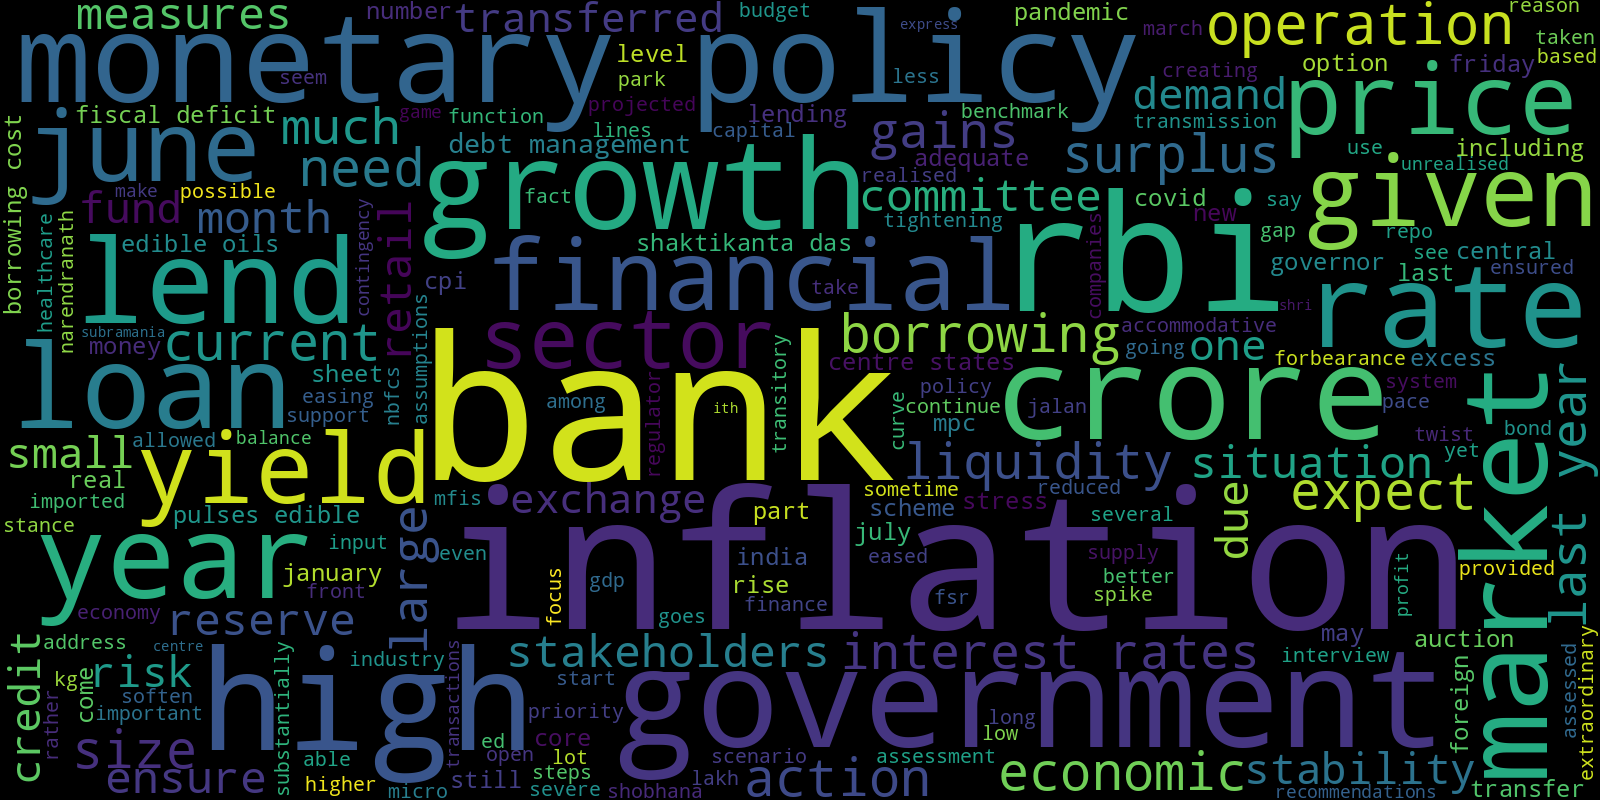 measures
number
transferred
budget
express
pandemic
march
operation
reason
taken
based
monetary policy
seem
level
park
less
creating
option
friday
price
fiscal deficit
game
function
projected
lending
benchmark
demand
transmission
june
much
debt management
lines
capital
gains
adequate
realised
surplus
use
including
unrealised
borrowing cost
make
possible
need
growth
fact
committee
covid
new
say
given
fund
month
contingency
retail
tightening
companies
gap
repo
healthcare
narendranath
edible oils
shaktikanta das
rbi
governor
see
central
last
ensured
lend
cpi
financial
take
shri
rate
subramania
money
current
assumptions
sector
borrowing
accommodative
going
one
forbearance
excess
loan
sheet
easing
support
nbfcs
regulator
among
transitory
centre states
policy
continue
curve
jalan
mpc
crore
system
pace
bank
ith
twist
bond
yet
market
last year
small
allowed
balance
real
imported
stance
yield
liquidity
situation
pulses edible
mfis
exchange
sometime
scheme
stress
reduced
expect
part
july
several
due
year
input
january
front
large
even
focus
gdp
india
rise
finance
goes
eased
fsr
supply
better
spike
profit
provided
inflation
economy
reserve
address
centre
credit
risk
industry
transactions
stakeholders
interest rates
may
interview
auction
foreign
assessed
extraordinary
kg
rather
come
soften
important
substantially
high
start
priority
government
long
low
size
ensure
able
higher
micro
still
ed
open
core
lot
steps
severe
shobhana
scenario
lakh
action
assessment
economic
stability
recommendations
transfer